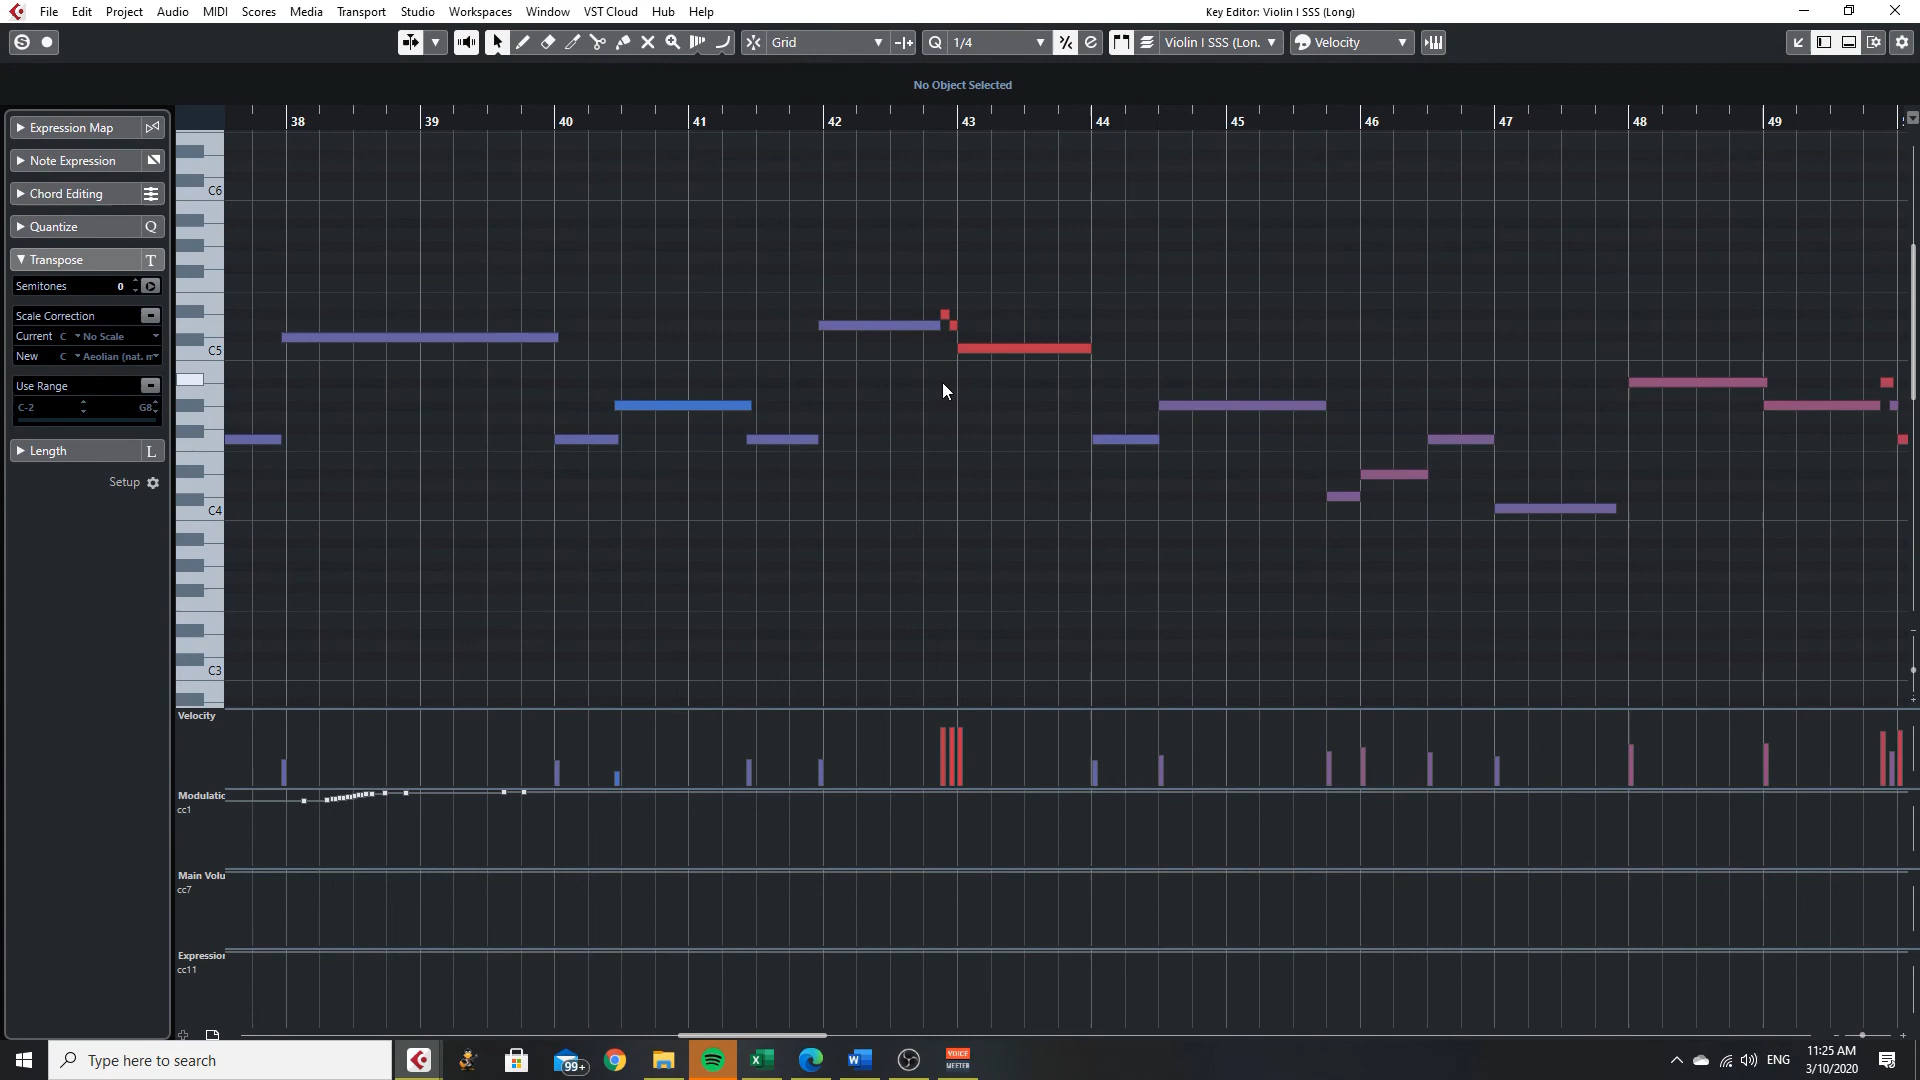 File Edit Project Audio MIDI Scores Media Transport Studio Workspaces Window VST Cloud Hub Help
Key Editor: Violin I SSS (Long)
Grid
1/4
Violin I SSS (Lon.
Velocity
No Object Selected
38 39 40 41 42 43 44 45 46 47 48 49
Expression Map
Note Expression
Chord Editing
Quantize Q
Transpose T
Semitones 0
Scale Correction
Current C No Scale
New C Aeolian (nat. m
Use Range
C-2 G8
Length L
Setup
C6
C5
C4
C3
Velocity
Modulatic
cc1
Main Volu
cc7
Expression
cc11
Type here to search
99+
VOICE
MEETER
ENG
11:25 AM
3/10/2020